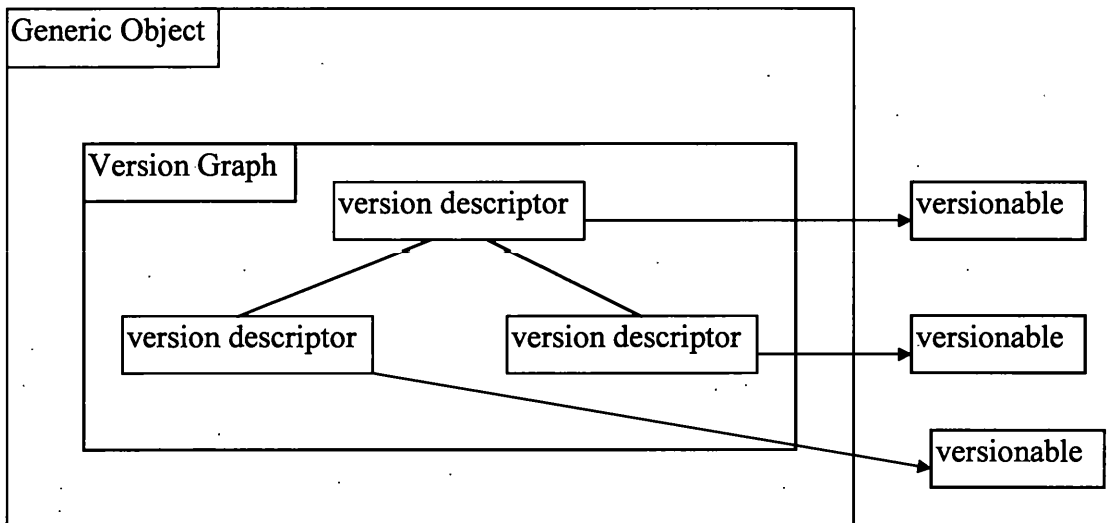 Generic Object
Version Graph
version descriptor
versionable
version descriptor
version descriptor
versionable
versionable